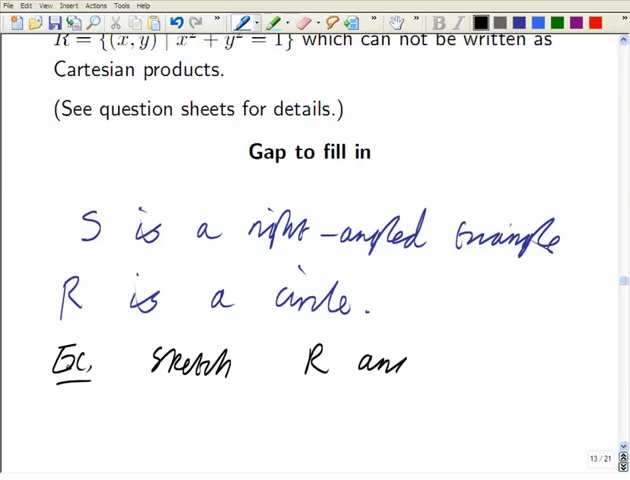 File Edit View Insert Actions Tools Help
R = {(x, y) | x² + y² = 1} which can not be written as
Cartesian products.
(See question sheets for details.)
Gap to fill in
S is a right-angled triangle
R is a circle.
Ex. Sketch R and
13 / 21